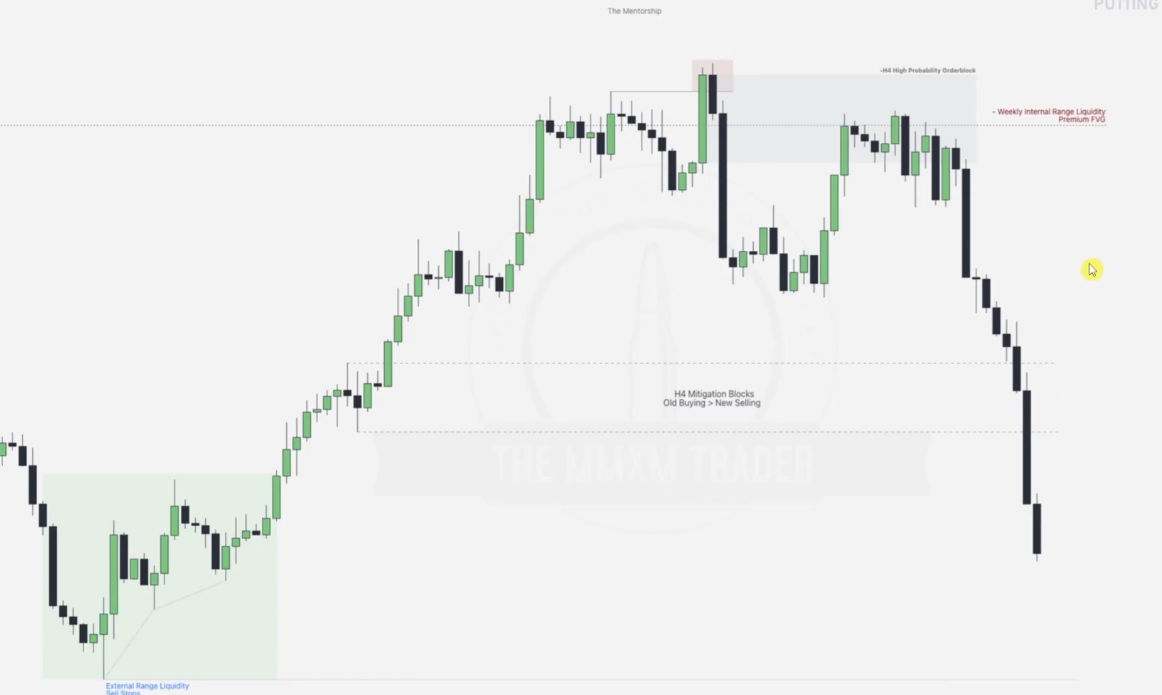 The Mentorship
PUTTING
-H4 High Probability Orderblock
- Weekly Internal Range Liquidity
Premium FVG
H4 Mitigation Blocks
Old Buying > New Selling
THE MMXM TRADER
External Range Liquidity
Sell Stops